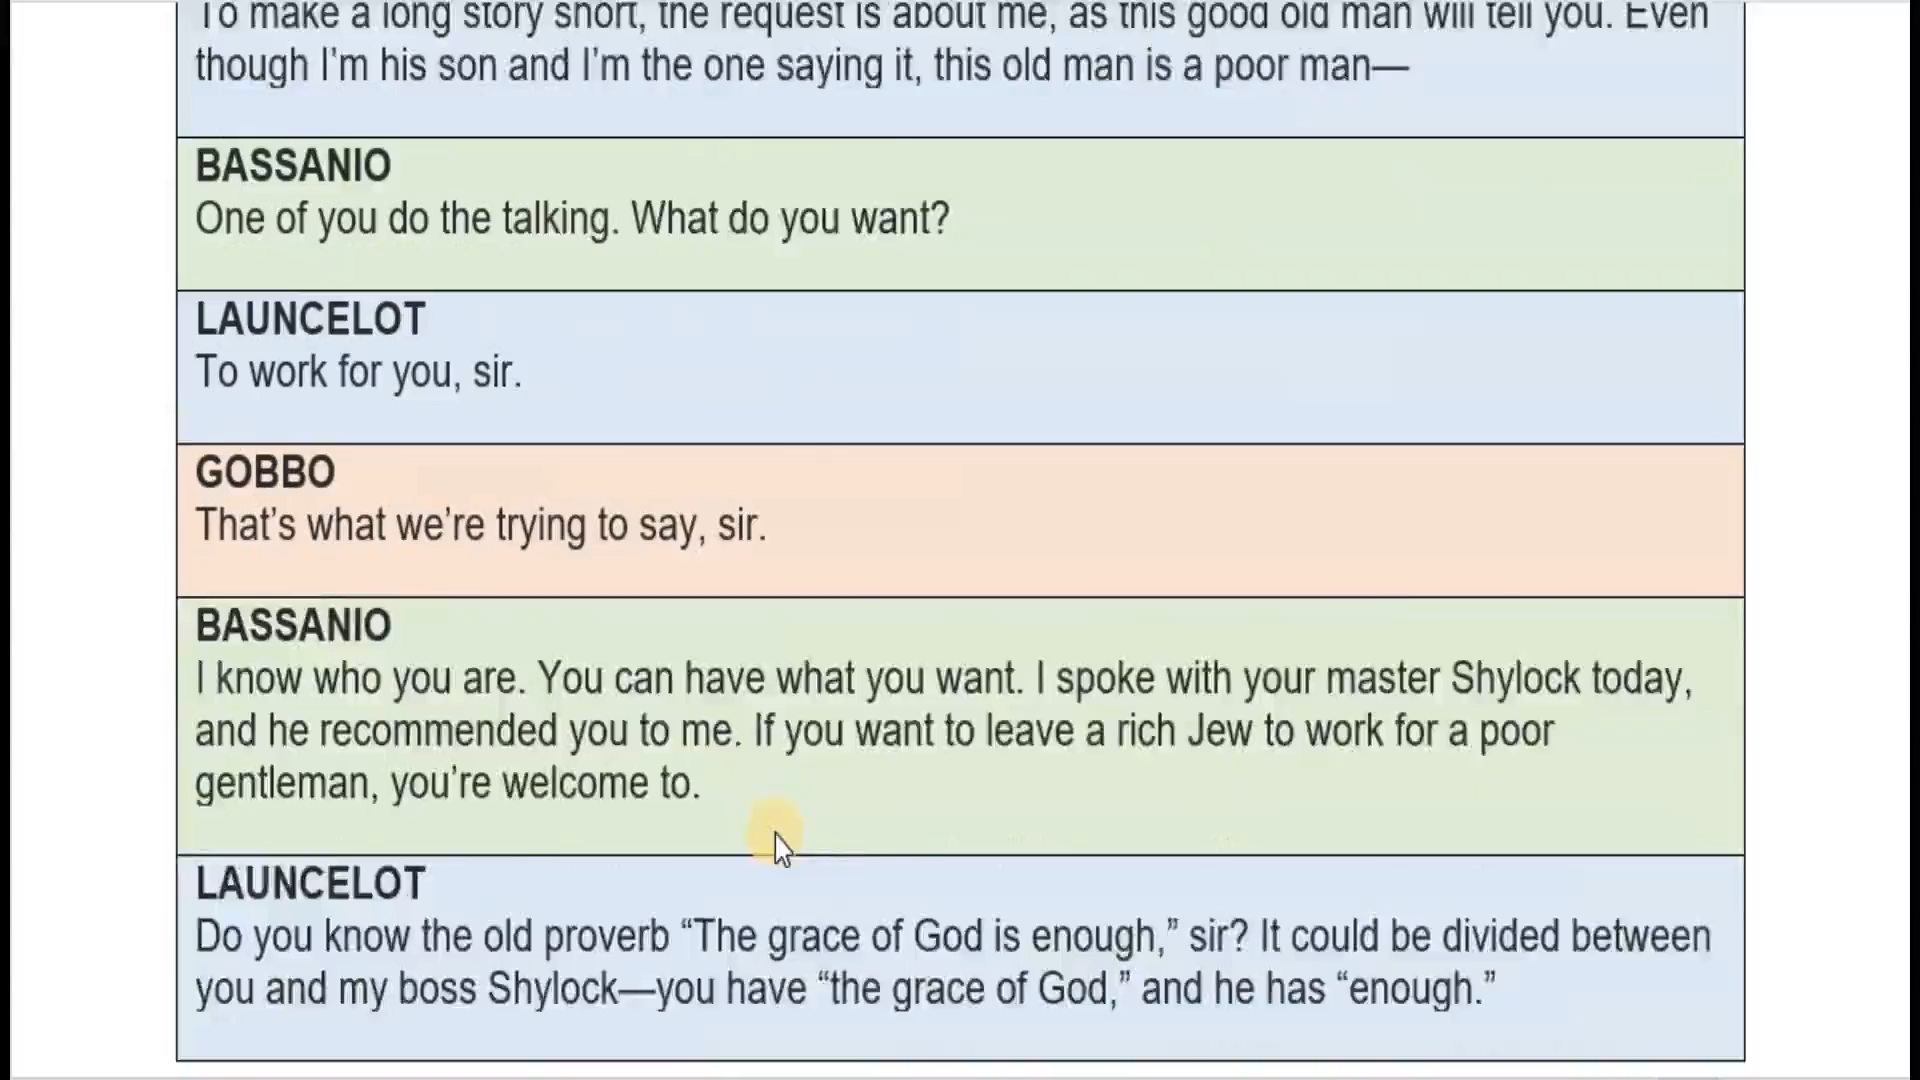 To make a long story short, the request is about me, as this good old man will tell you. Even
though I'm his son and I'm the one saying it, this old man is a poor man—
BASSANIO
One of you do the talking. What do you want?
LAUNCELOT
To work for you, sir.
GOBBO
That’s what we’re trying to say, sir.
BASSANIO
I know who you are. You can have what you want. I spoke with your master Shylock today,
and he recommended you to me. If you want to leave a rich Jew to work for a poor
gentleman, you’re welcome to.
LAUNCELOT
Do you know the old proverb “The grace of God is enough,” sir? It could be divided between
you and my boss Shylock—you have “the grace of God,” and he has “enough.”